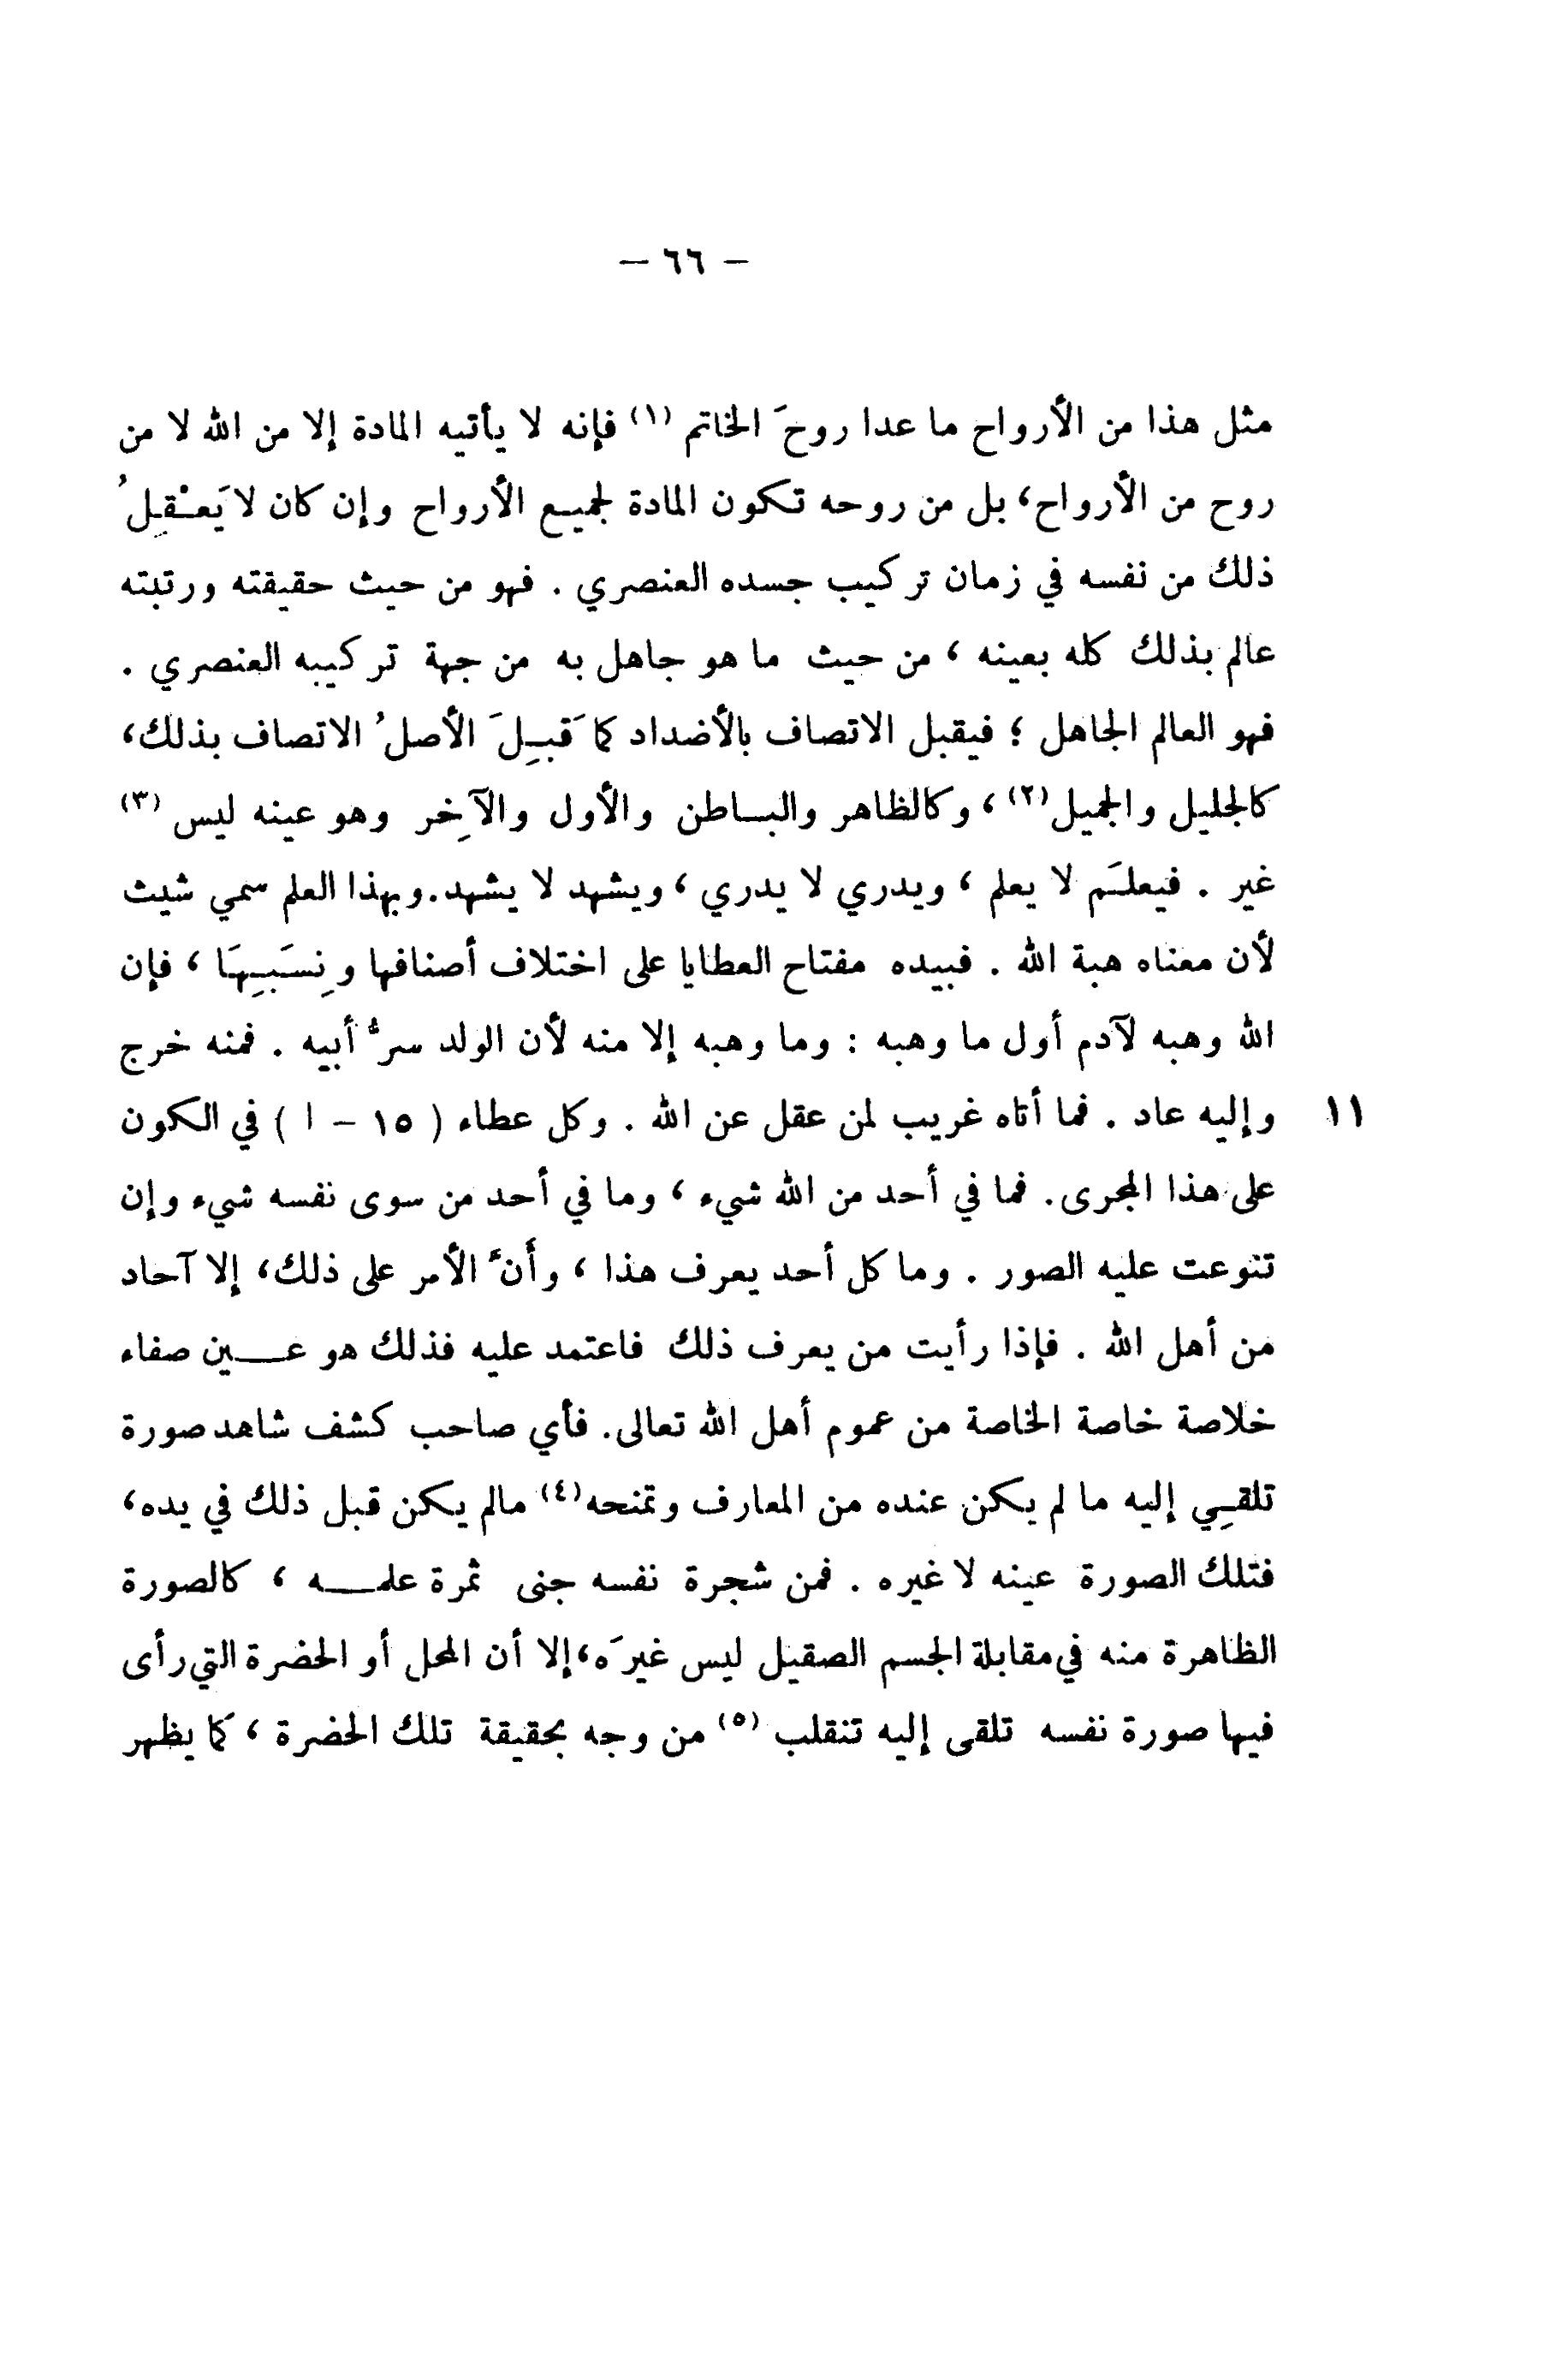 – ٦٦ –
مثل هذا من الأرواح ما عدا روحَ الخاتم (١) فإنه لا يأتيه المادة إلا من الله لا من
روح من الأرواح، بل من روحه تكون المادة لجميع الأرواح وإن كان لا يَعْقِلُ
ذلك من نفسه في زمان تركيب جسده العنصري . فهو من حيث حقيقته ورتبته
عالم بذلك كله بعينه ، من حيث ما هو جاهل به من جهة تركيبه العنصري .
فهو العالم الجاهل ؛ فيقبل الاتصاف بالأضداد كما قَبِلَ الأصلُ الاتصاف بذلك،
كالجليل والجميل (٢) ، وكالظاهر والباطن والأول والآخِر وهو عينه ليس (٣)
غير . فيعلَم لا يعلم ، ويدري لا يدري ، ويشهد لا يشهد. وبهذا العلم سمي شيث
لأن معناه هبة الله . فبيده مفتاح العطايا على اختلاف أصنافها ونِسَبِهَا ، فإن
الله وهبه لآدم أول ما وهبه : وما وهبه إلا منه لأن الولد سرُّ أبيه . فمنه خرج
١١ وإليه عاد . فما أتاه غريب لمن عقل عن الله . وكل عطاء ( ١٥ – ا ) في الكون
على هذا المجرى. فما في أحد من الله شيء ، وما في أحد من سوى نفسه شيء وإن
تنوعت عليه الصور . وما كل أحد يعرف هذا ، وأَنَّ الأمر على ذلك، إلا آحاد
من أهل الله . فإذا رأيت من يعرف ذلك فاعتمد عليه فذلك هو عين صفاء
خلاصة خاصة الخاصة من عموم أهل الله تعالى. فأي صاحب كشف شاهد صورة
تلقِي إليه ما لم يكن عنده من المعارف وتمنحه (٤) مالم يكن قبل ذلك في يده،
فتلك الصورة عينه لا غيره . فمن شجرة نفسه جنى ثمرة علمه ، كالصورة
الظاهرة منه في مقابلة الجسم الصقيل ليس غيرَه، إلا أن المحل أو الحضرة التي رأى
فيها صورة نفسه تلقى إليه تنقلب (٥) من وجه بحقيقة تلك الحضرة ، كما يظهر